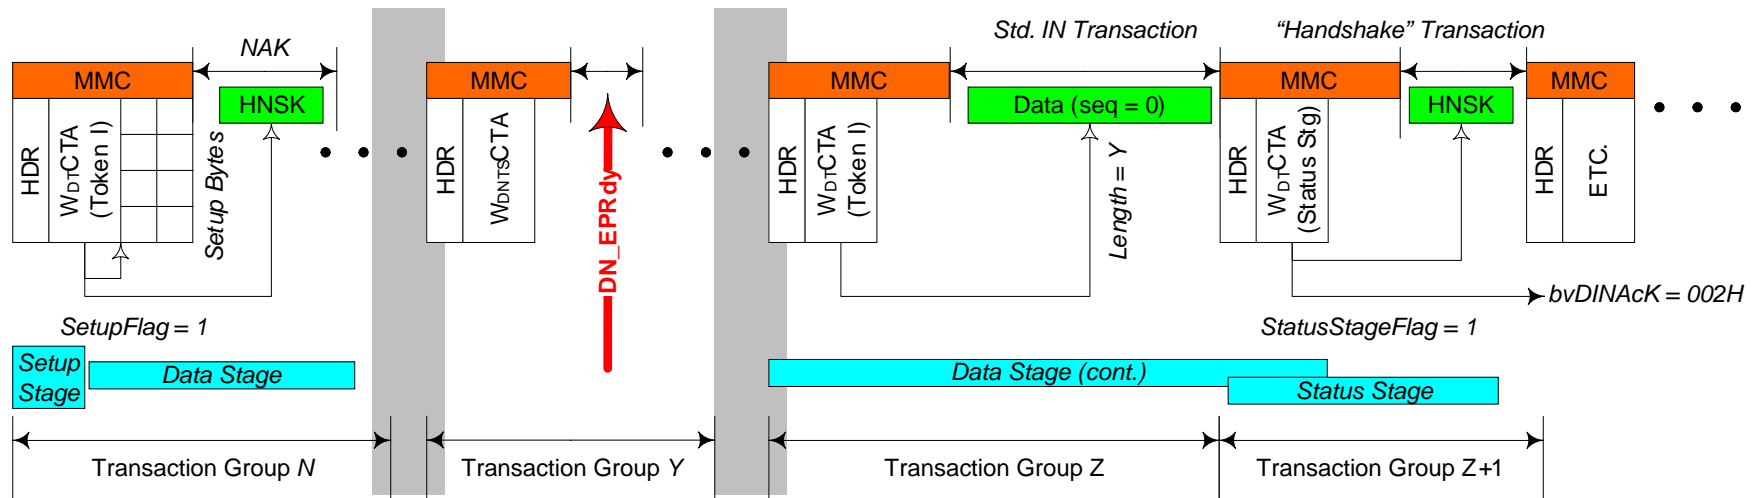 NAK
Std. IN Transaction
“Handshake” Transaction
MMC
MMC
MMC
MMC
MMC
HNSK
Data (seq = 0)
HNSK
HDR
WDTCTA
(Token I)
Setup Bytes
HDR
WDNTSCTA
DN_EPRdy
HDR
WDTCTA
(Token I)
Length = Y
HDR
WDTCTA
(Status Stg)
HDR
ETC.
bvDINAcK = 002H
SetupFlag = 1
StatusStageFlag = 1
Setup
Stage
Data Stage
Data Stage (cont.)
Status Stage
Transaction Group N
Transaction Group Y
Transaction Group Z
Transaction Group Z+1